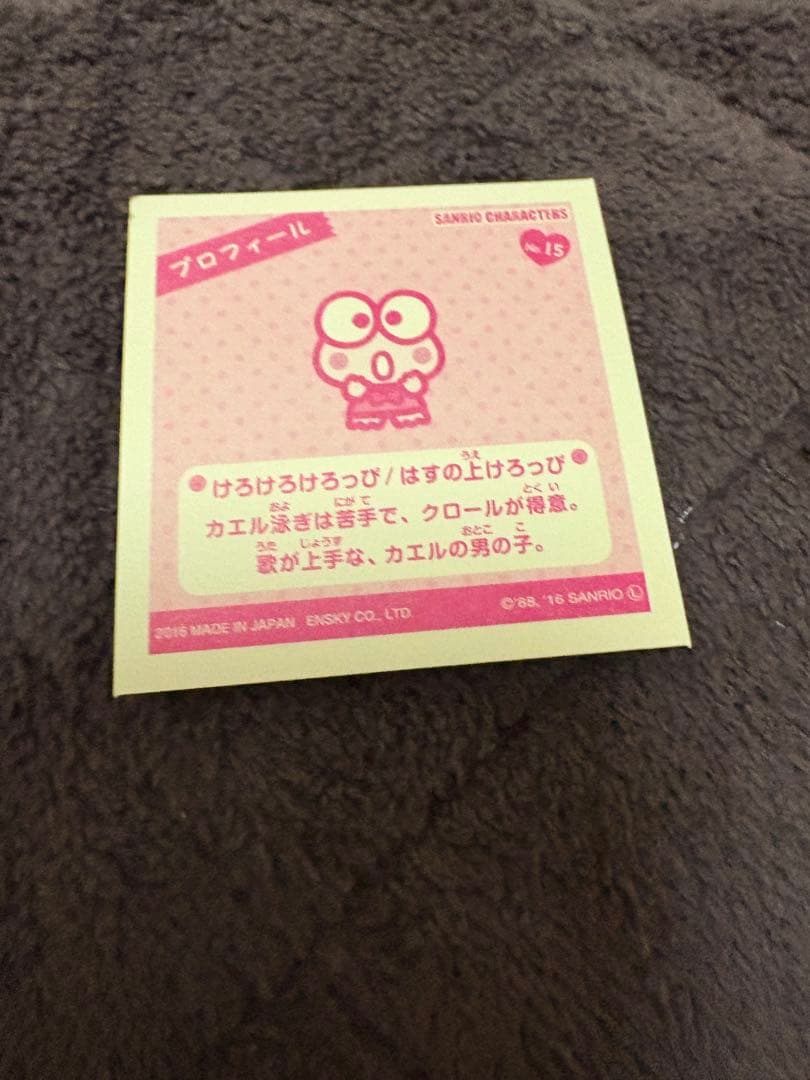 プロフィール
SANRIO CHARACTERS
No.15
けろけろけろっぴ/はすの上けろっぴ
カエル泳ぎは苦手で、クロールが得意。
歌が上手な、カエルの男の子。
2016 MADE IN JAPAN ENSKY CO., LTD.
©'88, '16 SANRIO Ⓛ